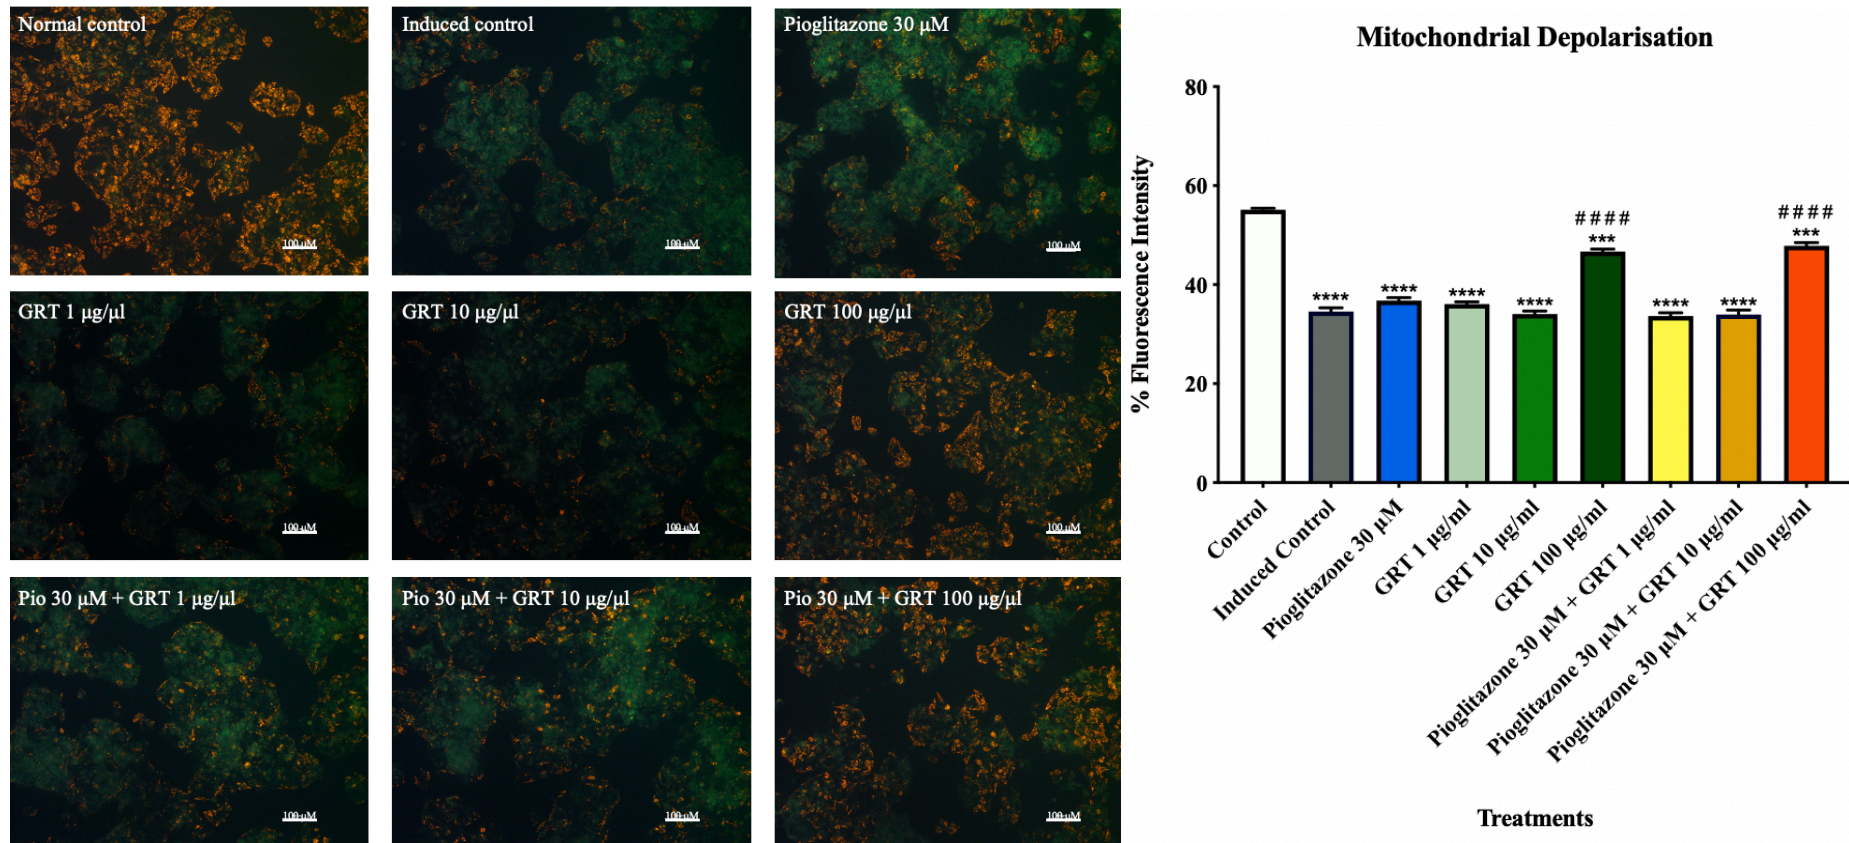 Normal control
100 µM
Induced control
100 µM
Pioglitazone 30 µM
100 µM
GRT 1 µg/µl
100 µM
GRT 10 µg/µl
100 µM
GRT 100 µg/µl
100 µM
Pio 30 µM + GRT 1 µg/µl
100 µM
Pio 30 µM + GRT 10 µg/µl
100 µM
Pio 30 µM + GRT 100 µg/µl
100 µM
Mitochondrial Depolarisation
% Fluorescence Intensity
80
60
40
20
0
****
****
****
****
####
***
****
****
####
***
Control
Induced Control
Pioglitazone 30 µM
GRT 1 µg/ml
GRT 10 µg/ml
GRT 100 µg/ml
Pioglitazone 30 µM + GRT 1 µg/ml
Pioglitazone 30 µM + GRT 10 µg/ml
Pioglitazone 30 µM + GRT 100 µg/ml
Treatments